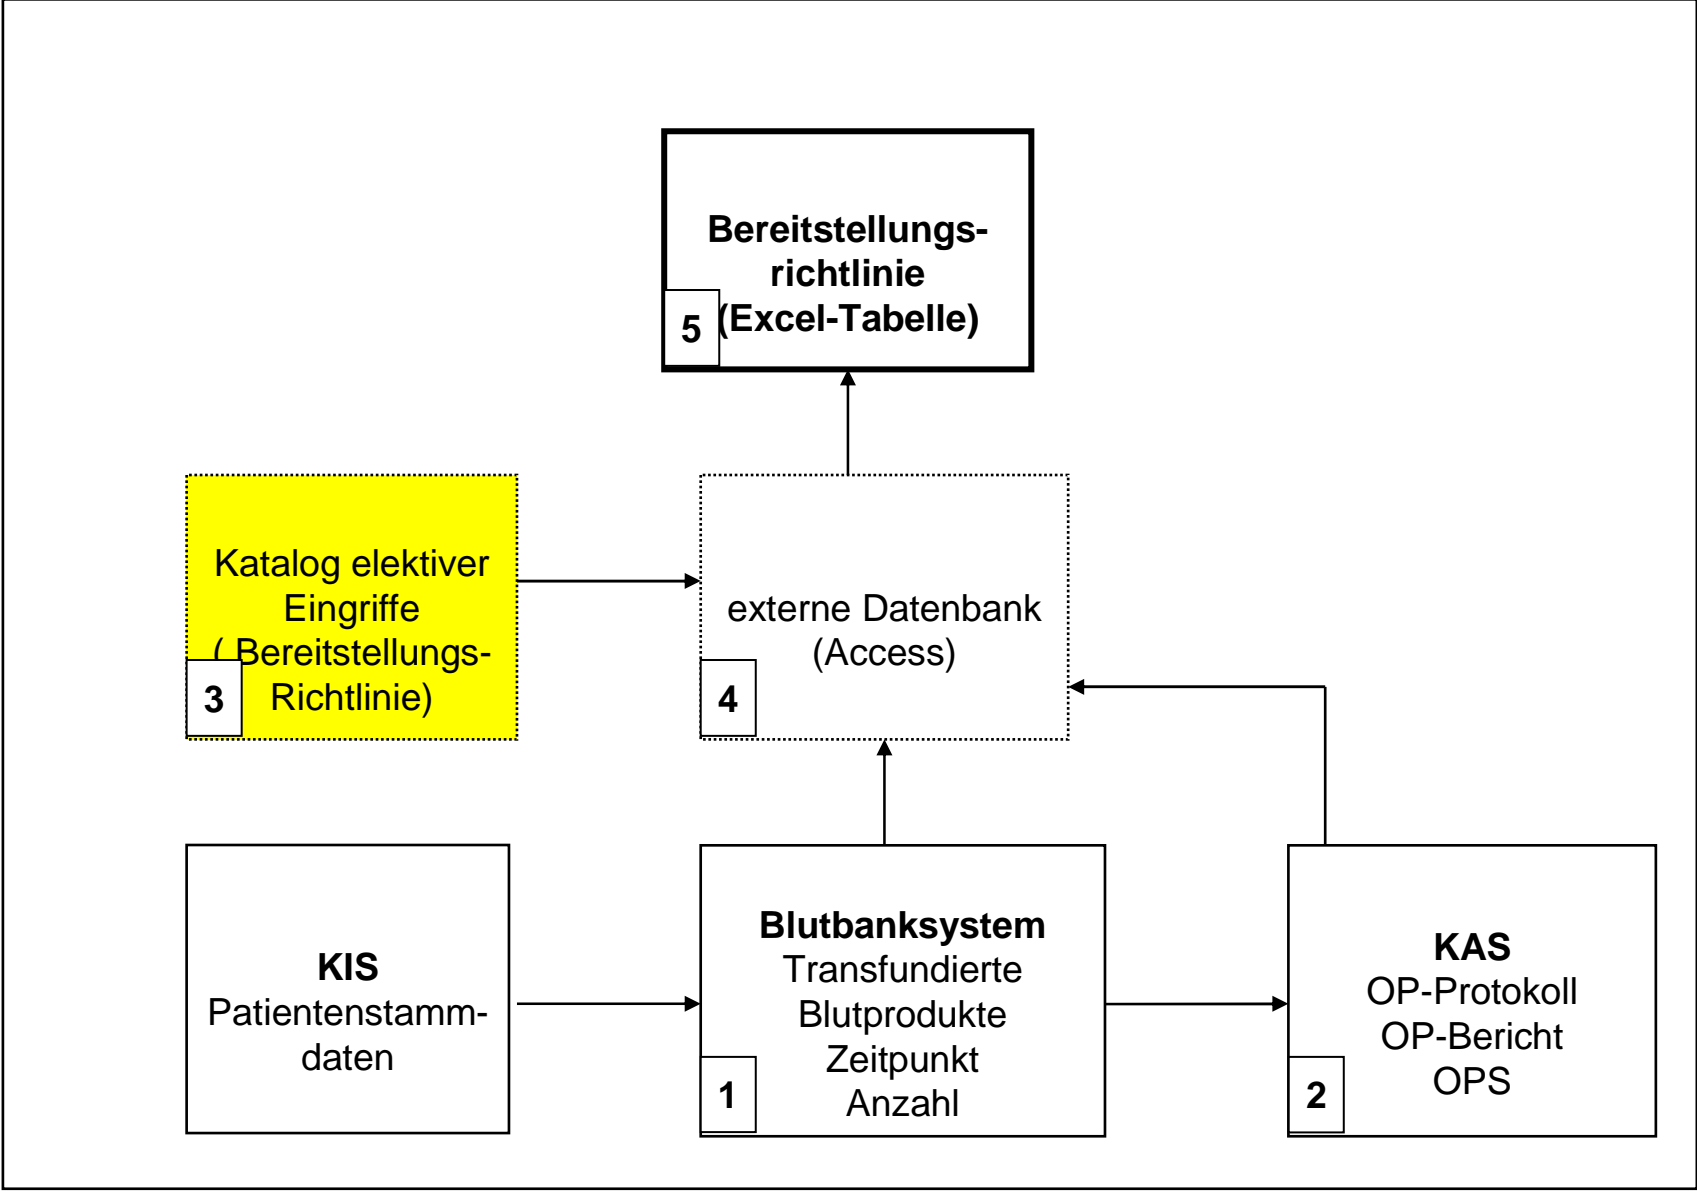 Bereitstellungs-
richtlinie
(Excel-Tabelle)
5
Katalog elektiver
Eingriffe
( Bereitstellungs-
Richtlinie)
3
externe Datenbank
(Access)
4
KIS
Patientenstamm-
daten
Blutbanksystem
Transfundierte
Blutprodukte
Zeitpunkt
Anzahl
1
KAS
OP-Protokoll
OP-Bericht
OPS
2